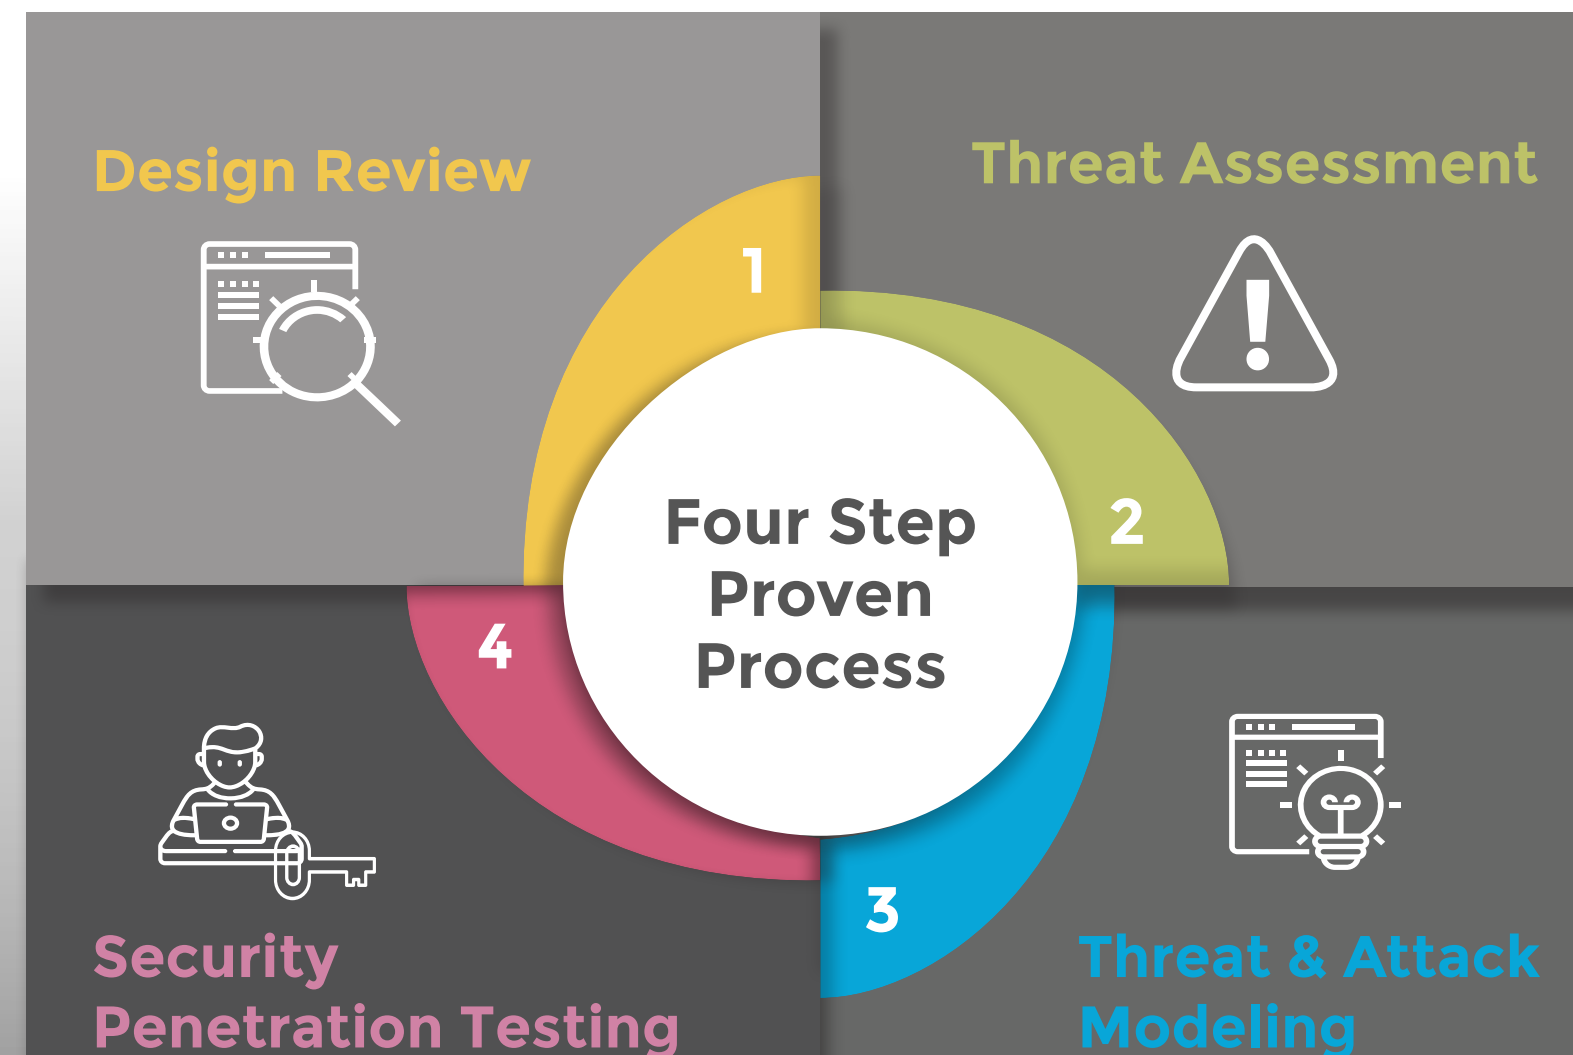 Design Review
1
Threat Assessment
2
Four Step
Proven
Process
3
Threat & Attack
Modeling
4
Security
Penetration Testing